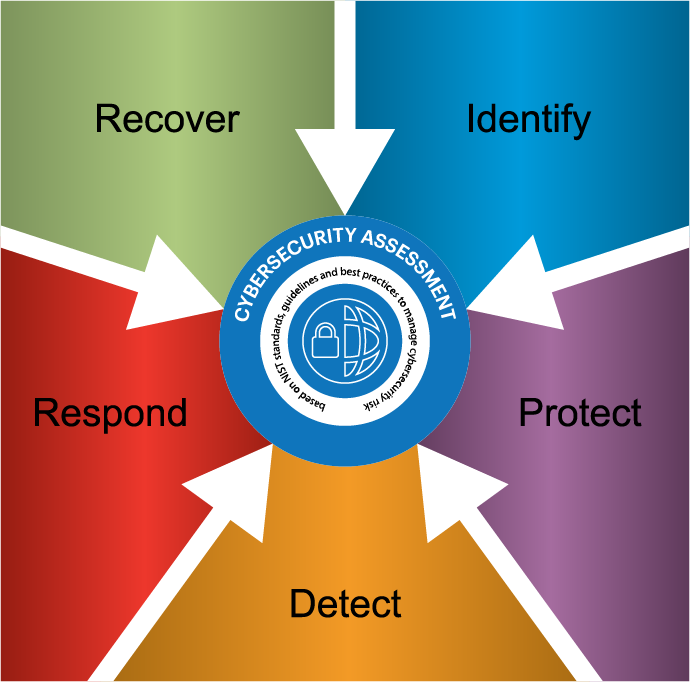 Recover
Identify
CYBERSECURITY ASSESSMENT
based on NIST standards, guidelines and best practices to manage cybersecurity risk
Respond
Protect
Detect